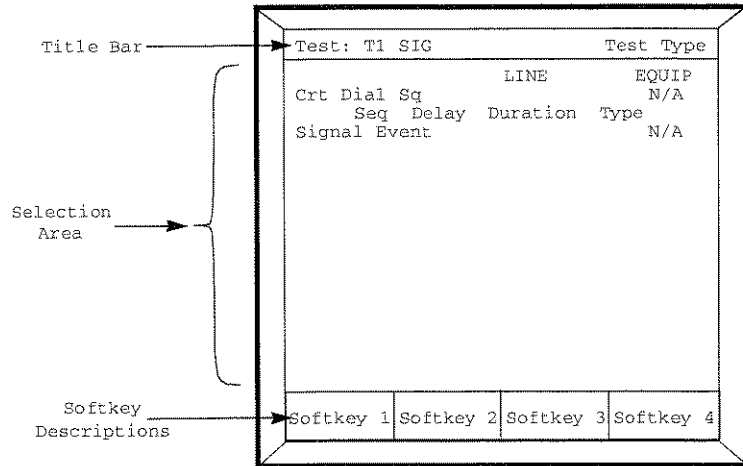 Title Bar
Test: T1 SIG Test Type
LINE EQUIP
Crt Dial Sq N/A
Seq Delay Duration Type
Signal Event N/A
Selection
Area
Softkey
Descriptions
Softkey 1 Softkey 2 Softkey 3 Softkey 4